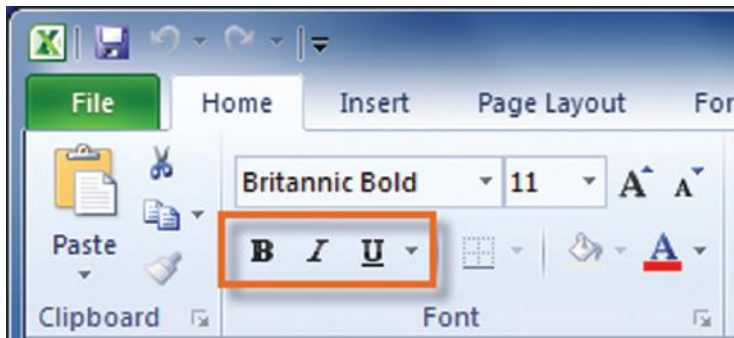 File Home Insert Page Layout For
Britannic Bold 11 A A
Paste B I U A
Clipboard Font